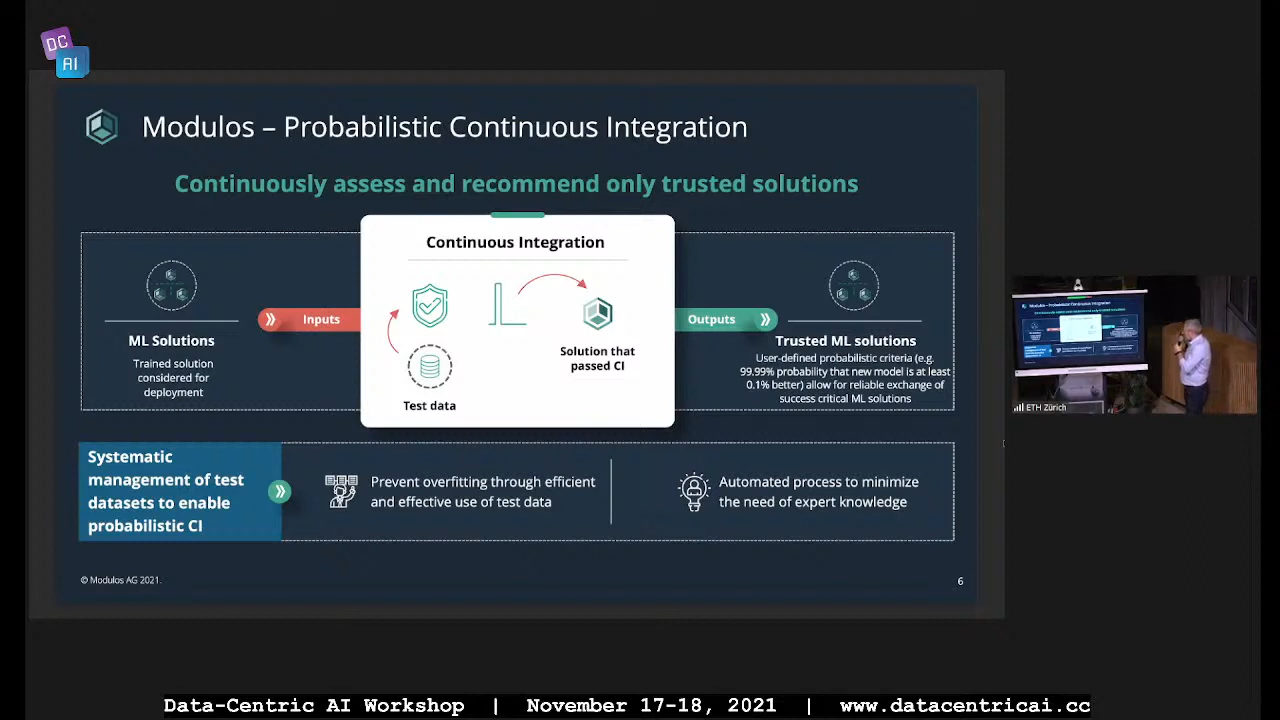 DC
AI
Modulos – Probabilistic Continuous Integration
Continuously assess and recommend only trusted solutions
ML Solutions
Trained solution
considered for
deployment
Inputs
Continuous Integration
Test data
Solution that
passed CI
Outputs
Trusted ML solutions
User-defined probabilistic criteria (e.g.
99.99% probability that new model is at least
0.1% better) allow for reliable exchange of
success critical ML solutions
Systematic
management of test
datasets to enable
probabilistic CI
Prevent overfitting through efficient
and effective use of test data
Automated process to minimize
the need of expert knowledge
© Modulos AG 2021.
6
Modulos – Probabilistic Continuous Integration
ETH Zürich
Data-Centric AI Workshop | November 17-18, 2021 | www.datacentricai.cc